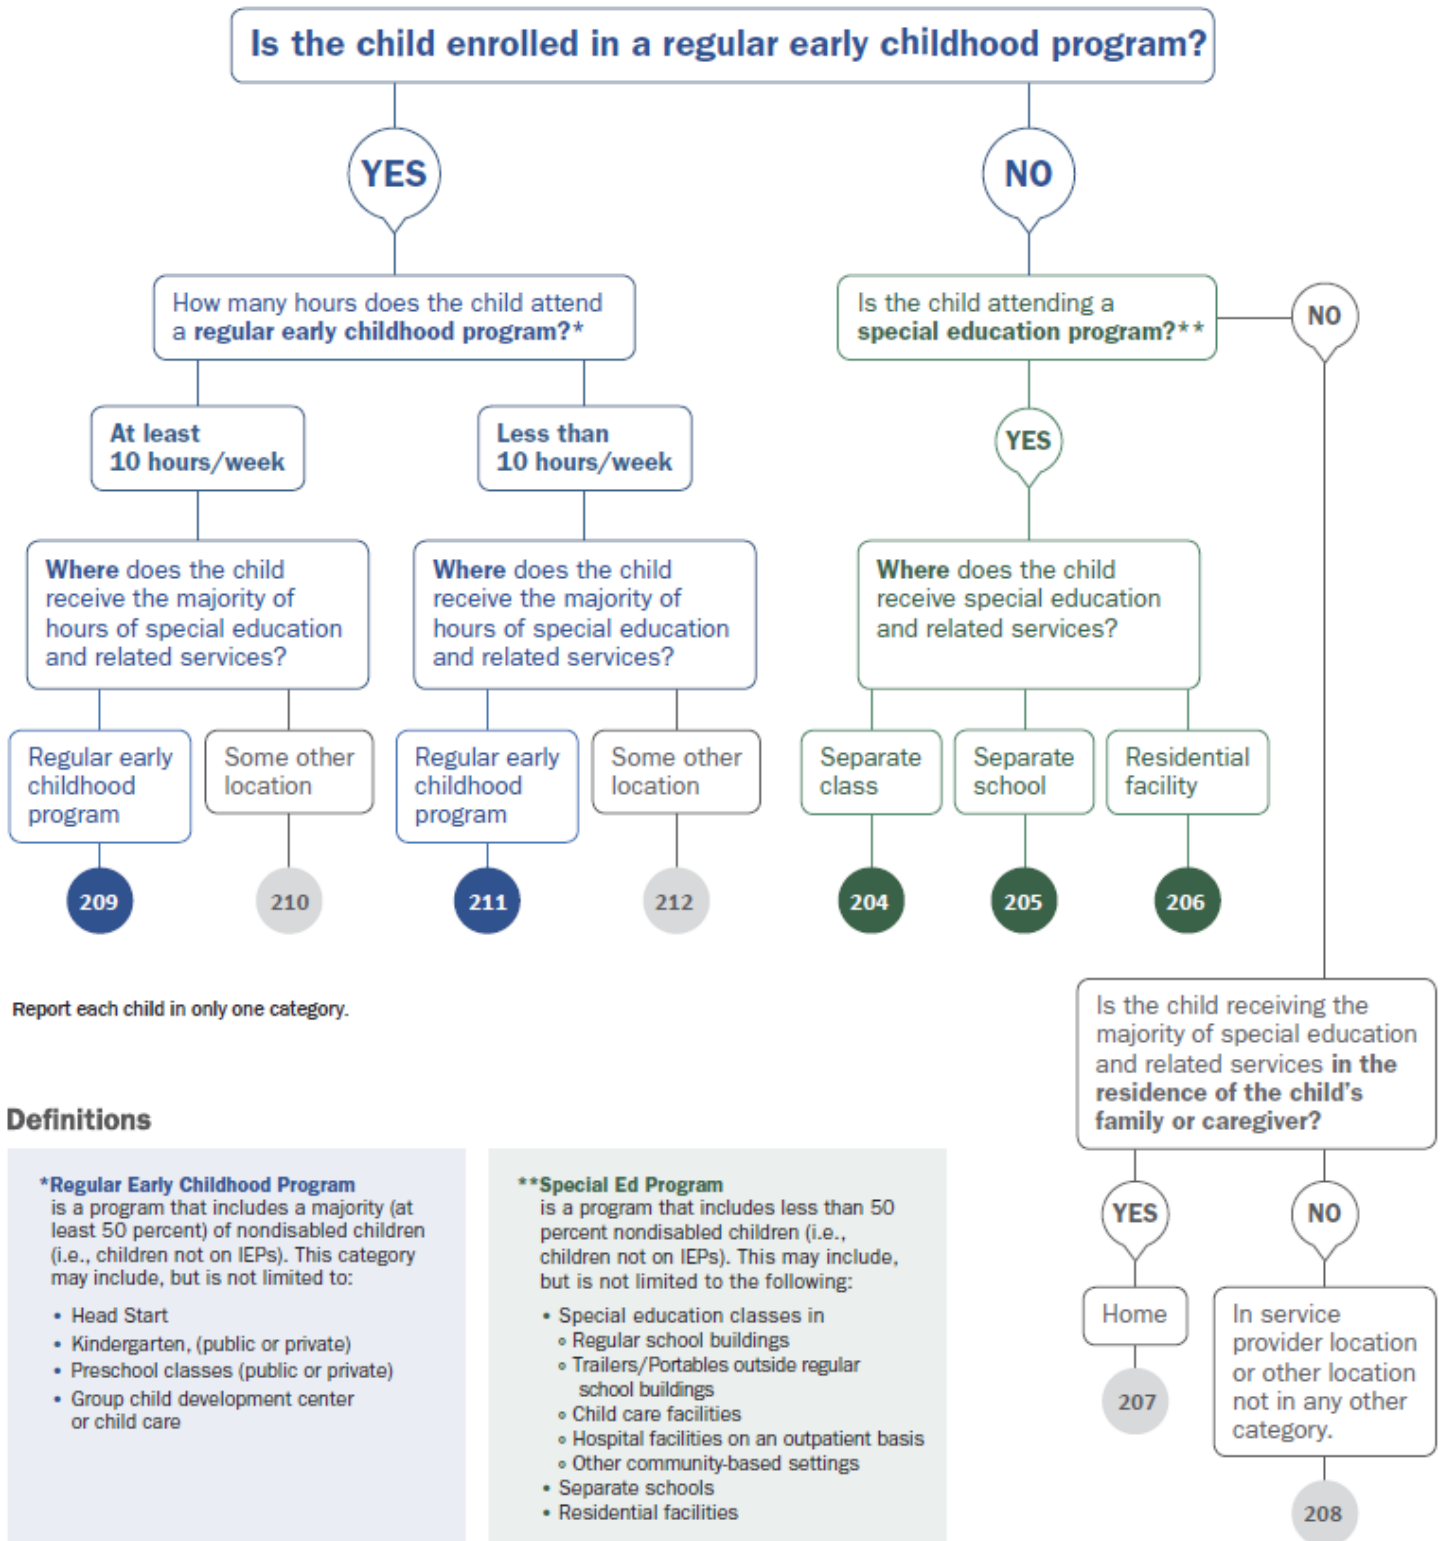 Is the child enrolled in a regular early childhood program?
YES
NO
How many hours does the child attend
a regular early childhood program?*
Is the child attending a
special education program?**
NO
At least
10 hours/week
Less than
10 hours/week
YES
Where does the child
receive the majority of
hours of special education
and related services?
Where does the child
receive the majority of
hours of special education
and related services?
Where does the child
receive special education
and related services?
Regular early
childhood
program
Some other
location
Regular early
childhood
program
Some other
location
Separate
class
Separate
school
Residential
facility
209
210
211
212
204
205
206
Report each child in only one category.
Is the child receiving the
majority of special education
and related services in the
residence of the child's
family or caregiver?
YES
NO
Home
In service
provider location
or other location
not in any other
category.
207
208
Definitions
*Regular Early Childhood Program
is a program that includes a majority (at
least 50 percent) of nondisabled children
(i.e., children not on IEPs). This category
may include, but is not limited to:
• Head Start
• Kindergarten, (public or private)
• Preschool classes (public or private)
• Group child development center
or child care
**Special Ed Program
is a program that includes less than 50
percent nondisabled children (i.e.,
children not on IEPs). This may include,
but is not limited to the following:
• Special education classes in
∘ Regular school buildings
∘ Trailers/Portables outside regular
school buildings
∘ Child care facilities
∘ Hospital facilities on an outpatient basis
∘ Other community-based settings
• Separate schools
• Residential facilities